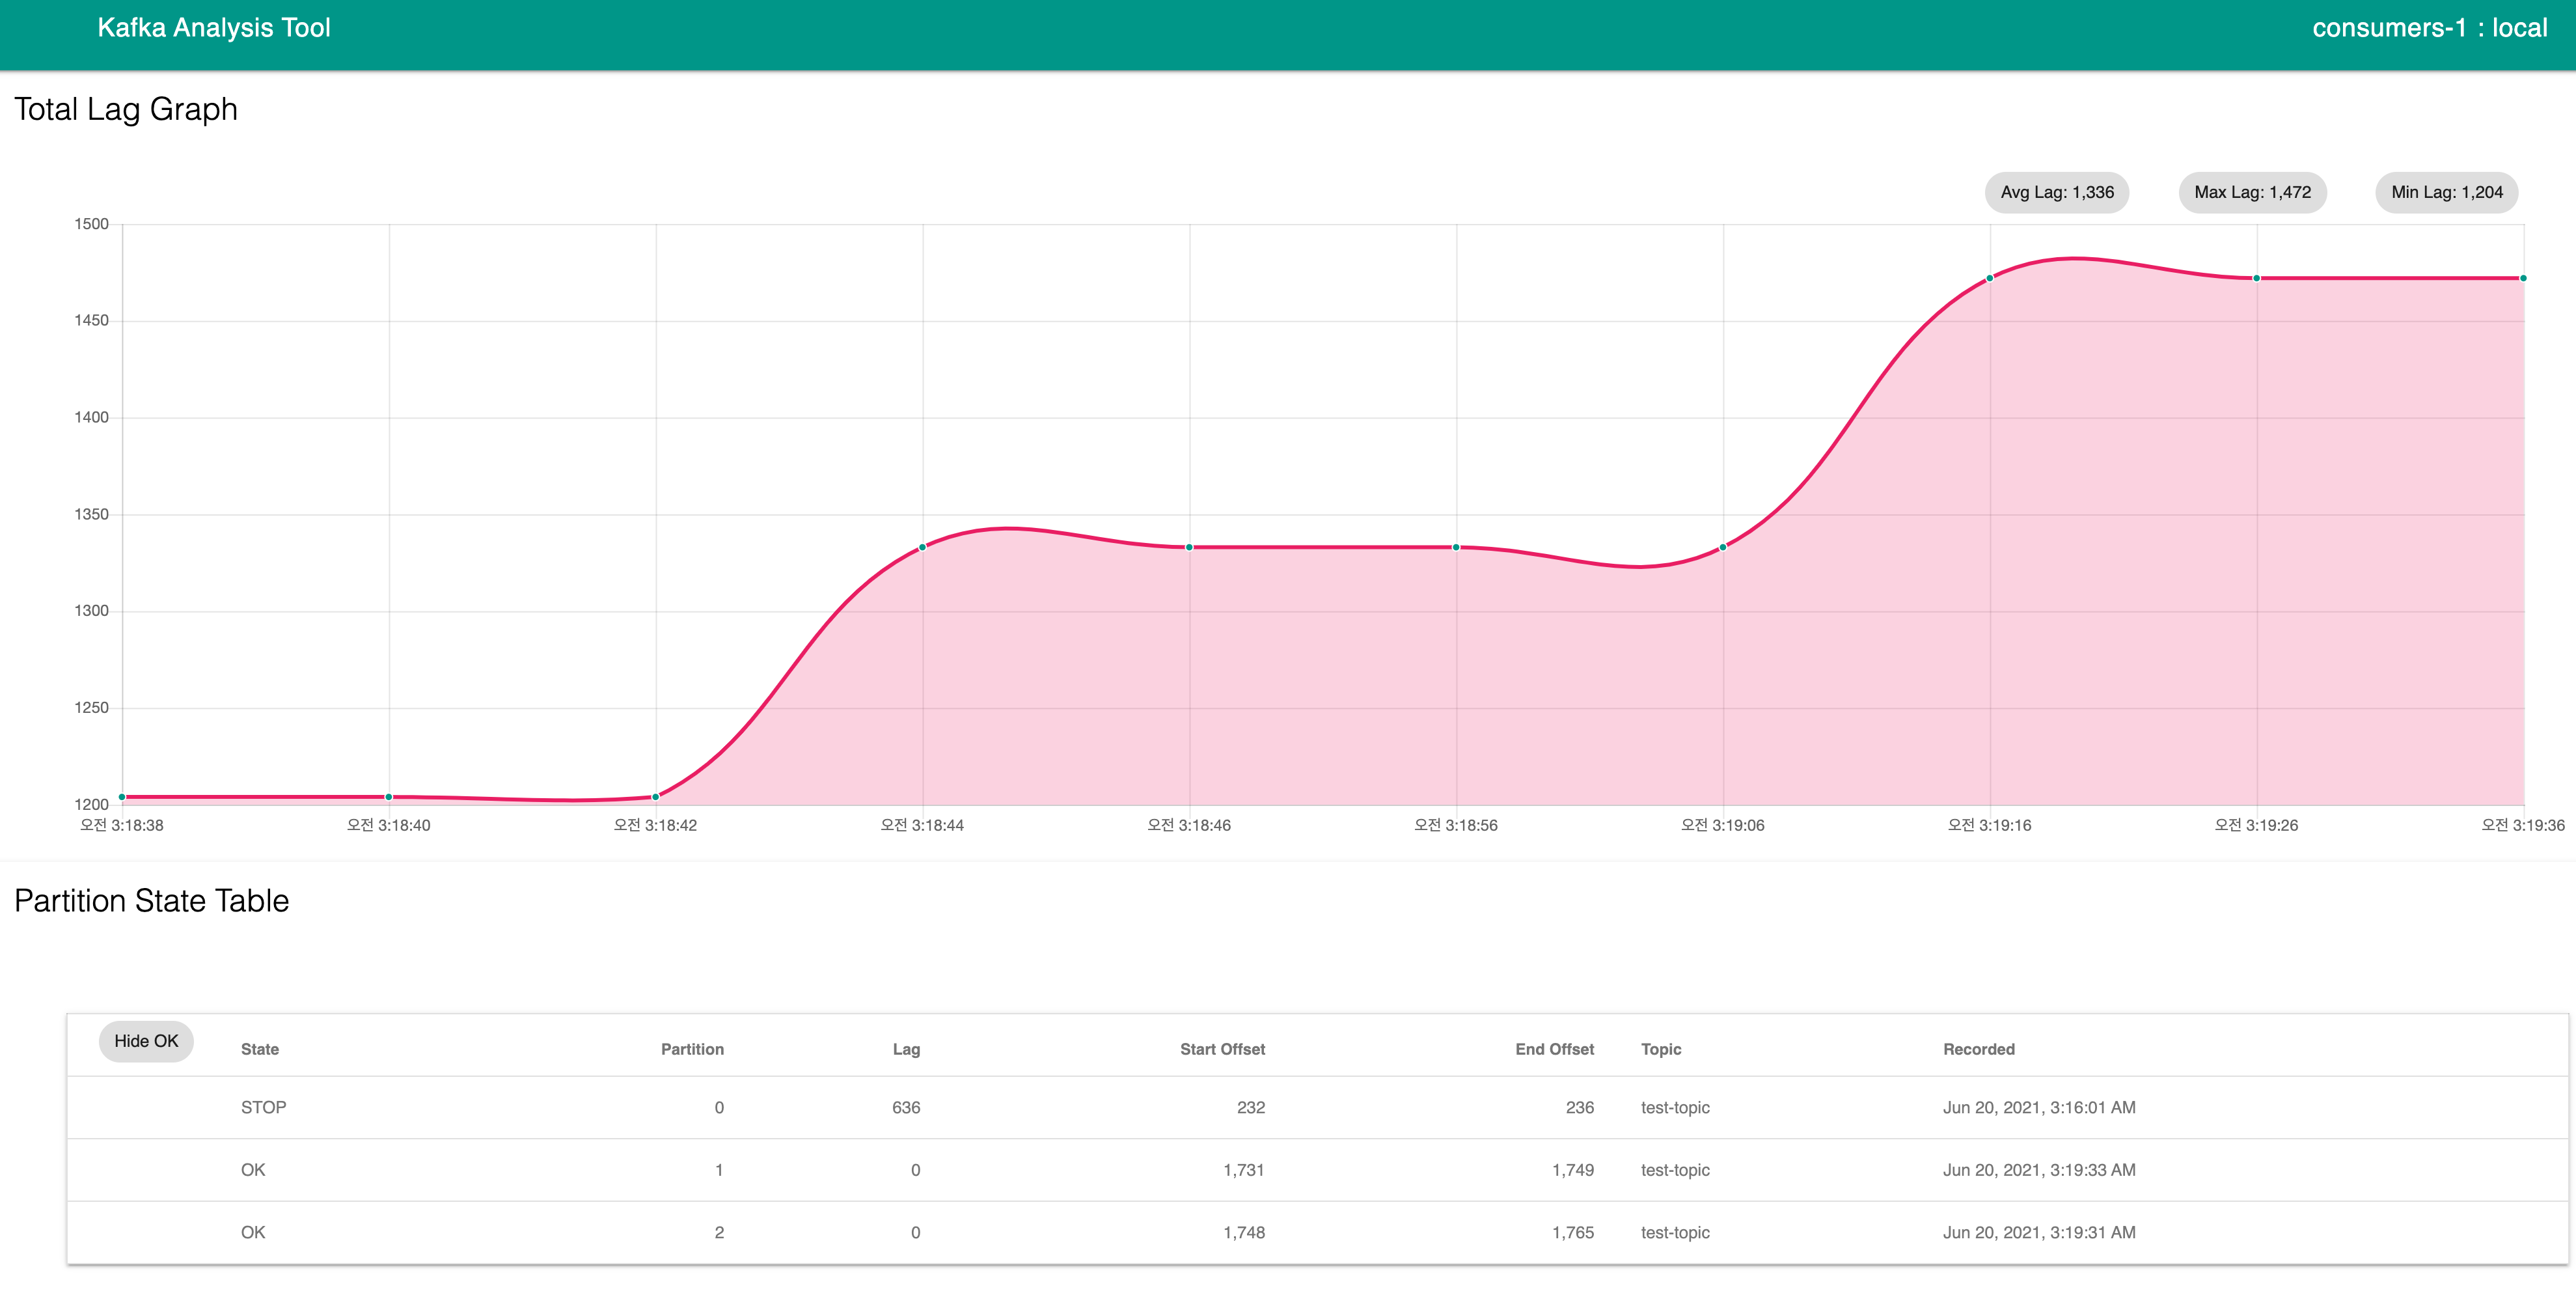 Kafka Analysis Tool
consumers-1 : local
Total Lag Graph
Avg Lag: 1,336 Max Lag: 1,472 Min Lag: 1,204
1500
1450
1400
1350
1300
1250
1200
오전 3:18:38 오전 3:18:40 오전 3:18:42 오전 3:18:44 오전 3:18:46 오전 3:18:56 오전 3:19:06 오전 3:19:16 오전 3:19:26 오전 3:19:36
Partition State Table
Hide OK State Partition Lag Start Offset End Offset Topic Recorded
STOP 0 636 232 236 test-topic Jun 20, 2021, 3:16:01 AM
OK 1 0 1,731 1,749 test-topic Jun 20, 2021, 3:19:33 AM
OK 2 0 1,748 1,765 test-topic Jun 20, 2021, 3:19:31 AM